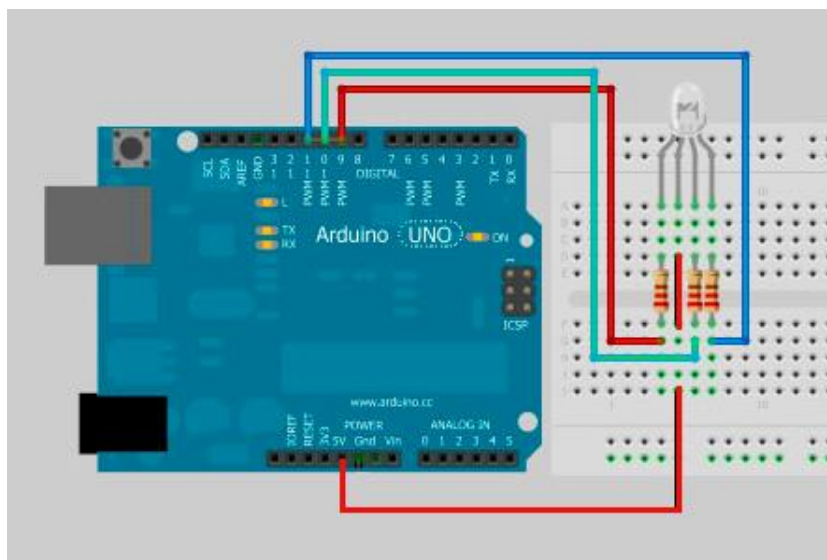 SCL
SDA
AREF
GND
13
12
11 PWM
10 PWM
9 PWM
8
DIGITAL
7
6 PWM
5 PWM
4
3 PWM
2
1 TX
0 RX
L
TX
RX
Arduino UNO
ON
1
ICSP
www.arduino.cc
POWER
ANALOG IN
IOREF
RESET
3V3
5V
Gnd
Vin
0 1 2 3 4 5